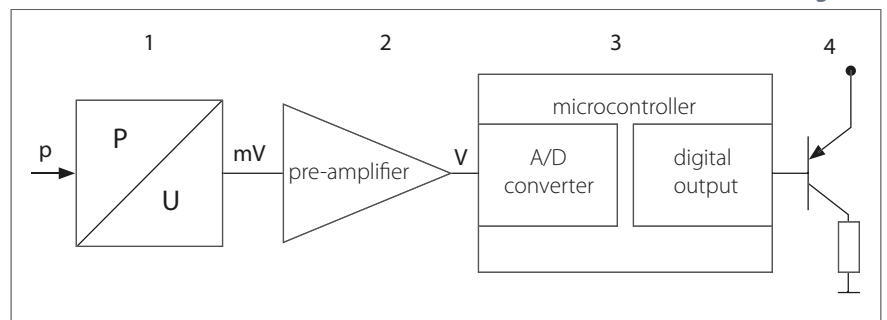 1
2
3
4
p
P
U
mV
pre-amplifier
V
microcontroller
A/D
converter
digital
output